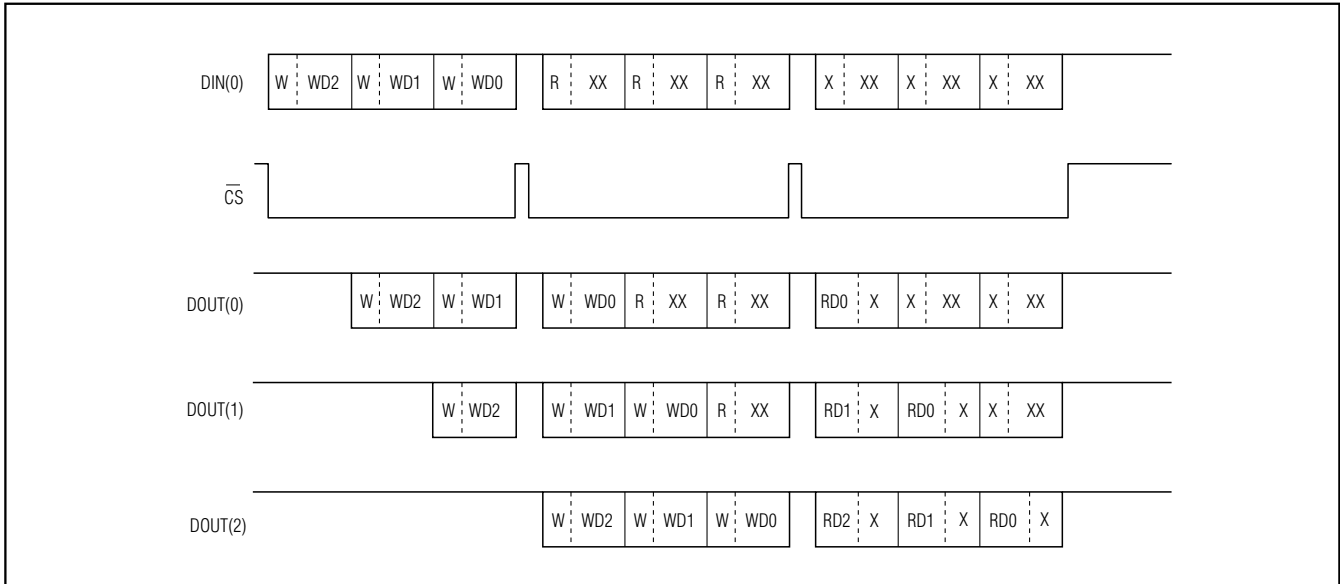 DIN(0) W WD2 W WD1 W WD0 R XX R XX R XX X XX X XX X XX
C̅S̅
DOUT(0) W WD2 W WD1 W WD0 R XX R XX RD0 X X XX X XX
DOUT(1) W WD2 W WD1 W WD0 R XX RD1 X RD0 X X XX
DOUT(2) W WD2 W WD1 W WD0 RD2 X RD1 X RD0 X